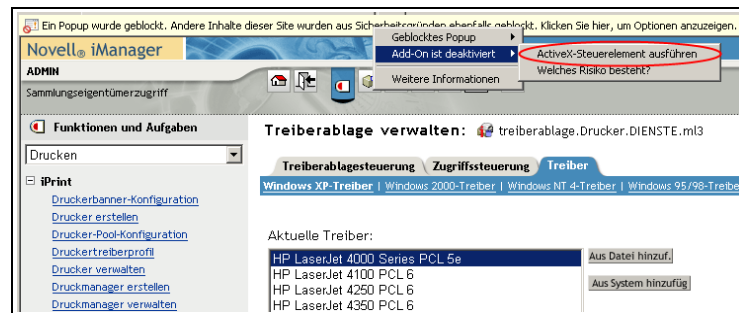 Ein Popup wurde geblockt. Andere Inhalte dieser Site wurden aus Sicherheitsgründen ebenfalls geblockt. Klicken Sie hier, um Optionen anzuzeigen.
Geblocktes Popup
Add-On ist deaktiviert
Weitere Informationen
ActiveX-Steuerelement ausführen
Welches Risiko besteht?
Novell® iManager
ADMIN
Sammlungseigentümerzugriff
Funktionen und Aufgaben
Drucken
iPrint
Druckerbanner-Konfiguration
Drucker erstellen
Drucker-Pool-Konfiguration
Druckertreiberprofil
Drucker verwalten
Druckmanager erstellen
Druckmanager verwalten
Treiberablage verwalten: treiberablage.Drucker.DIENSTE.ml3
Treiberablagesteuerung Zugriffssteuerung Treiber
Windows XP-Treiber | Windows 2000-Treiber | Windows NT 4-Treiber | Windows 95/98-Treibe
Aktuelle Treiber:
HP LaserJet 4000 Series PCL 5e
HP LaserJet 4100 PCL 6
HP LaserJet 4250 PCL 6
HP LaserJet 4350 PCL 6
Aus Datei hinzuf.
Aus System hinzufüg